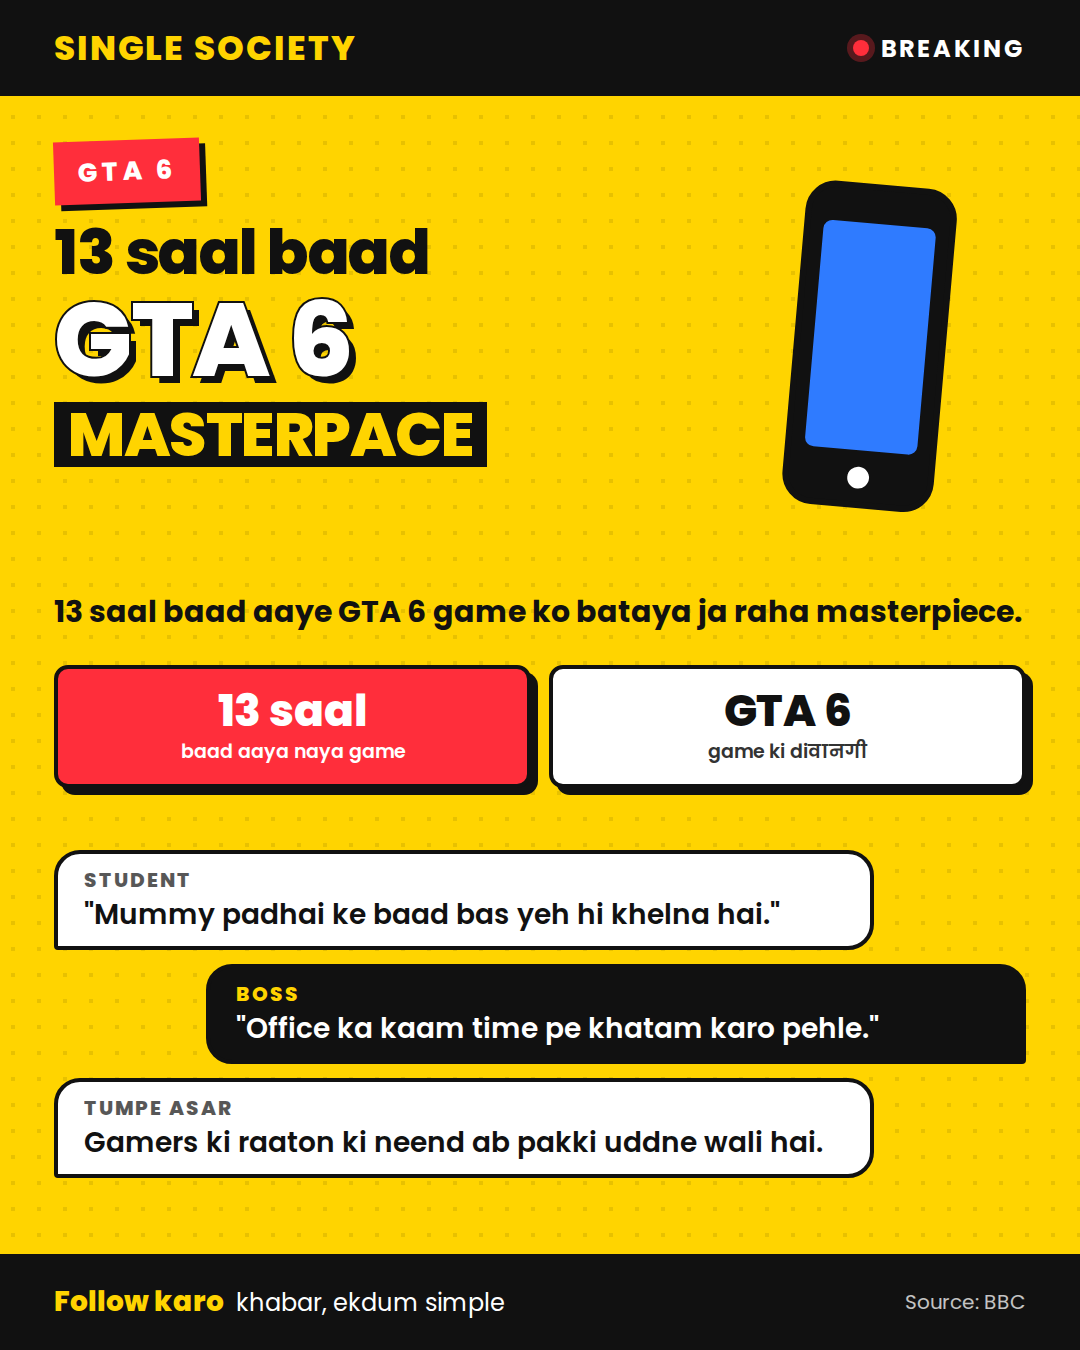 SINGLE SOCIETY
BREAKING
GTA 6
13 saal baad
GTA 6
MASTERPACE
13 saal baad aaye GTA 6 game ko bataya ja raha masterpiece.
13 saal
baad aaya naya game
GTA 6
game ki diवानगी
STUDENT
"Mummy padhai ke baad bas yeh hi khelna hai."
BOSS
"Office ka kaam time pe khatam karo pehle."
TUMPE ASAR
Gamers ki raaton ki neend ab pakki uddne wali hai.
Follow karo khabar, ekdum simple
Source: BBC